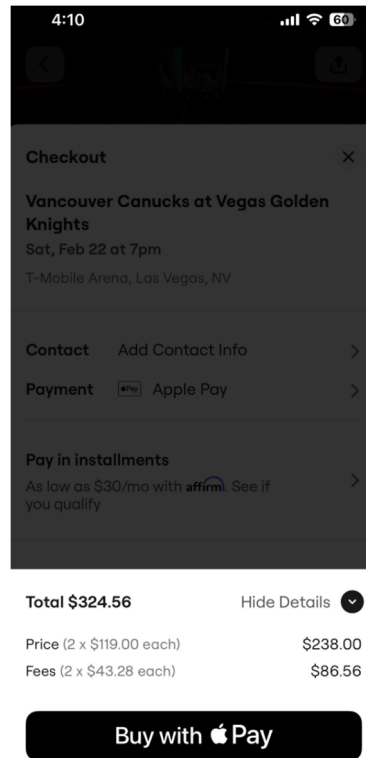 4:10 60
Checkout
Vancouver Canucks at Vegas Golden
Knights
Sat, Feb 22 at 7pm
T-Mobile Arena, Las Vegas, NV
Contact Add Contact Info
Payment Pay Apple Pay
Pay in installments
As low as $30/mo with affirm. See if
you qualify
Total $324.56 Hide Details
Price (2 x $119.00 each) $238.00
Fees (2 x $43.28 each) $86.56
Buy with Pay